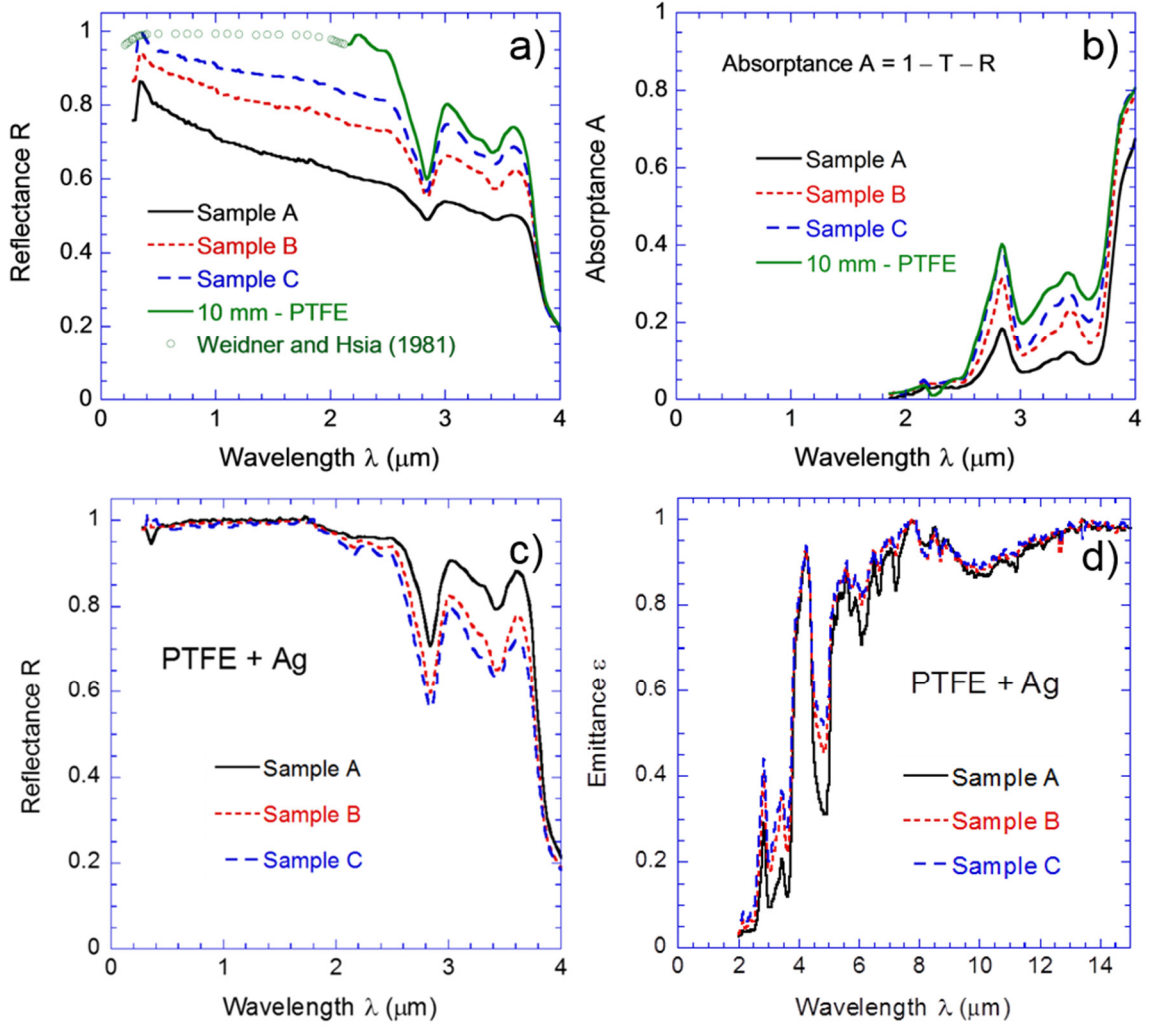 a)
1
0.8
0.6
0.4
0.2
0
Reflectance R
Sample A
Sample B
Sample C
10 mm - PTFE
Weidner and Hsia (1981)
0 1 2 3 4
Wavelength λ (μm)
b)
Absorptance A = 1 – T – R
1
0.8
0.6
0.4
0.2
0
Absorptance A
Sample A
Sample B
Sample C
10 mm - PTFE
0 1 2 3 4
Wavelength λ (μm)
c)
1
0.8
0.6
0.4
0.2
0
Reflectance R
PTFE + Ag
Sample A
Sample B
Sample C
0 1 2 3 4
Wavelength λ (μm)
d)
1
0.8
0.6
0.4
0.2
0
Emittance ε
PTFE + Ag
Sample A
Sample B
Sample C
0 2 4 6 8 10 12 14
Wavelength λ (μm)